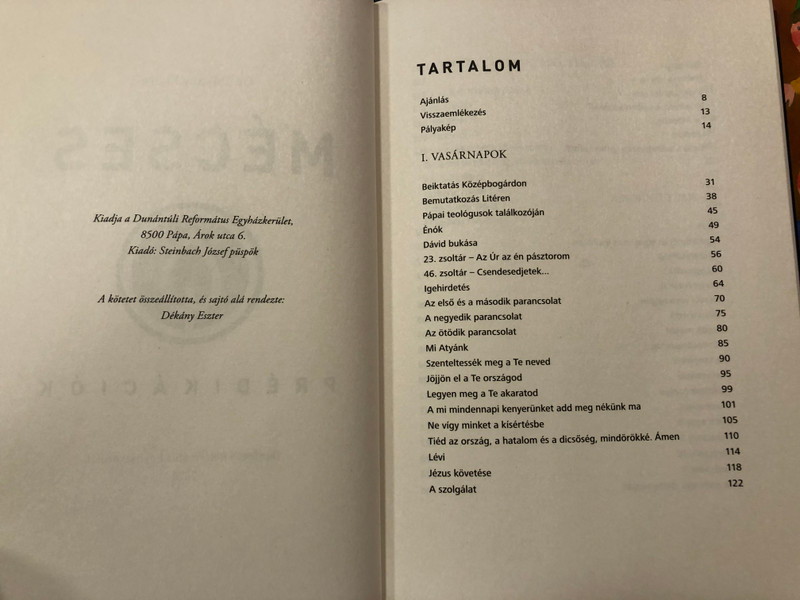 Kiadja a Dunántúli Református Egyházkerület,
8500 Pápa, Árok utca 6.
Kiadó: Steinbach József püspök
A kötetet összeállította, és sajtó alá rendezte:
Dékány Eszter
TARTALOM
Ajánlás 8
Visszaemlékezés 13
Pályakép 14
I. VASÁRNAPOK
Beiktatás Középbogárdon 31
Bemutatkozás Litéren 38
Pápai teológusok találkozóján 45
Énók 49
Dávid bukása 54
23. zsoltár – Az Úr az én pásztorom 56
46. zsoltár – Csendesedjetek... 60
Igehirdetés 64
Az első és a második parancsolat 70
A negyedik parancsolat 75
Az ötödik parancsolat 80
Mi Atyánk 85
Szenteltessék meg a Te neved 90
Jöjjön el a Te országod 95
Legyen meg a Te akaratod 99
A mi mindennapi kenyerünket add meg nékünk ma 101
Ne vígy minket a kísértésbe 105
Tiéd az ország, a hatalom és a dicsőség, mindörökké. Ámen 110
Lévi 114
Jézus követése 118
A szolgálat 122
MÉCSES
PRÉDIKÁCIÓK